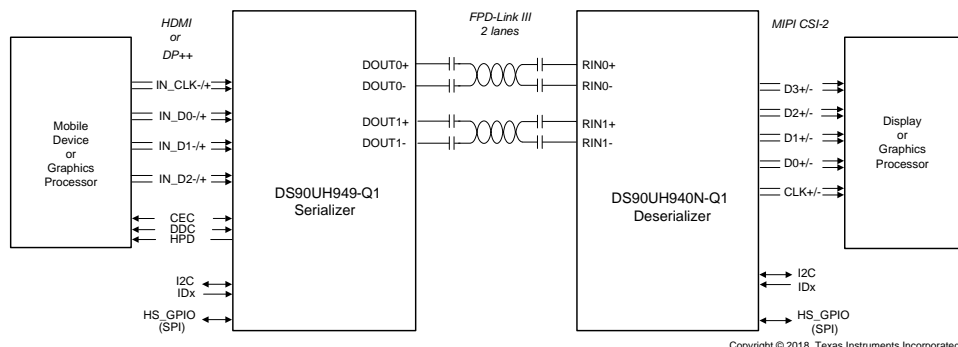 HDMI
or
DP++
FPD-Link III
2 lanes
MIPI CSI-2
Mobile
Device
or
Graphics
Processor
IN_CLK-/+
IN_D0-/+
IN_D1-/+
IN_D2-/+
CEC
DDC
HPD
I2C
IDx
HS_GPIO
(SPI)
DOUT0+
DOUT0-
DOUT1+
DOUT1-
DS90UH949-Q1
Serializer
RIN0+
RIN0-
RIN1+
RIN1-
DS90UH940N-Q1
Deserializer
D3+/-
D2+/-
D1+/-
D0+/-
CLK+/-
I2C
IDx
HS_GPIO
(SPI)
Display
or
Graphics
Processor
Copyright © 2018, Texas Instruments Incorporated